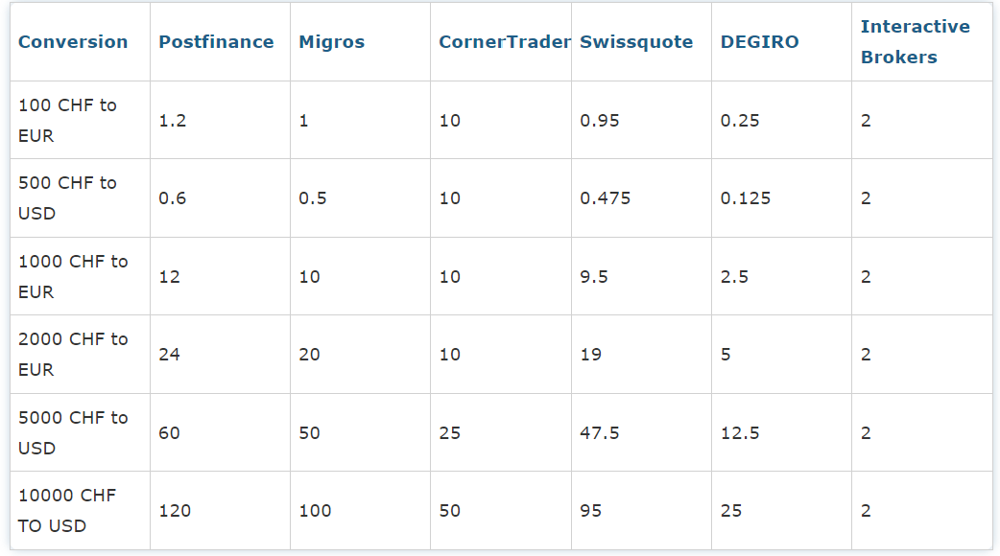 Conversion Postfinance Migros CornerTrader Swissquote DEGIRO Interactive
Brokers
100 CHF to
EUR 1.2 1 10 0.95 0.25 2
500 CHF to
USD 0.6 0.5 10 0.475 0.125 2
1000 CHF to
EUR 12 10 10 9.5 2.5 2
2000 CHF to
EUR 24 20 10 19 5 2
5000 CHF to
USD 60 50 25 47.5 12.5 2
10000 CHF
TO USD 120 100 50 95 25 2